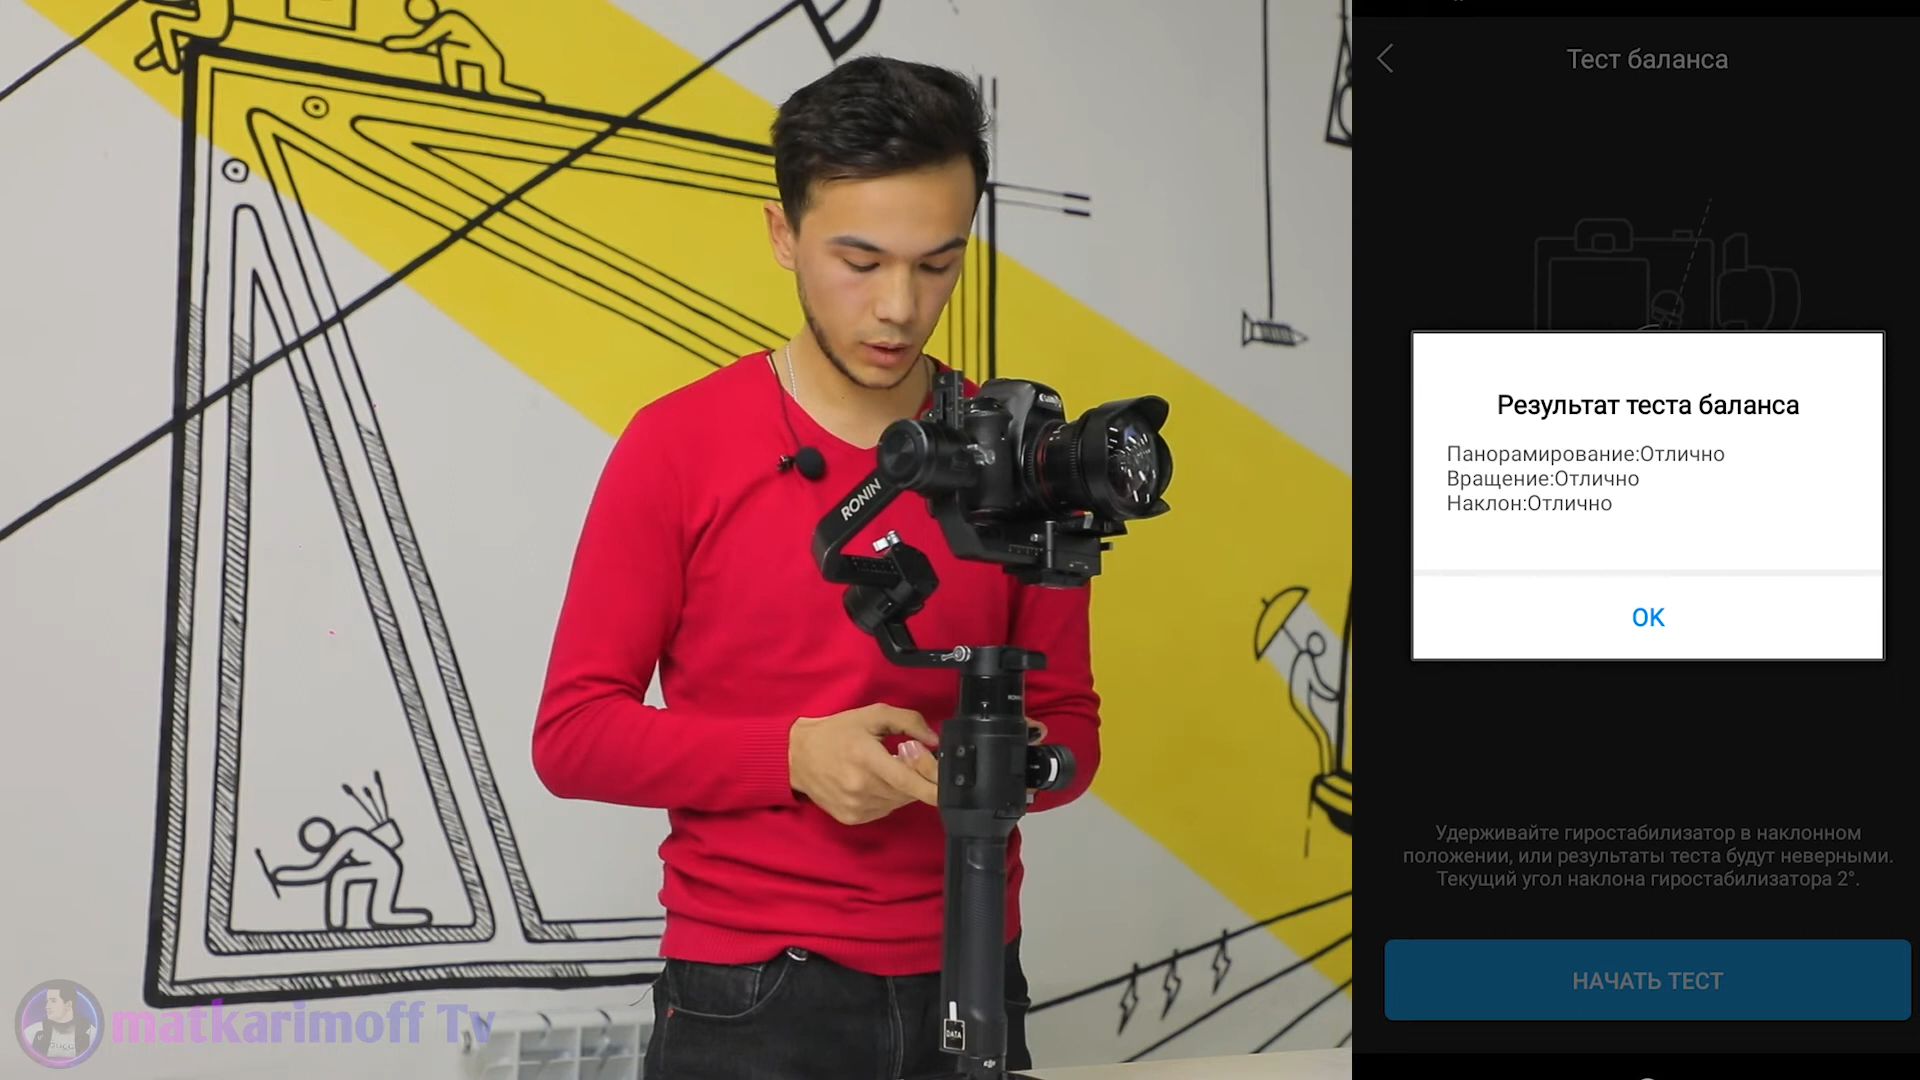 Тест баланса
Результат теста баланса
Панорамирование:Отлично
Вращение:Отлично
Наклон:Отлично
OK
Удерживайте гиростабилизатор в наклонном
положении, или результаты теста будут неверными.
Текущий угол наклона гиростабилизатора 2°.
НАЧАТЬ ТЕСТ
RONIN
DATA
matkarimoff Tv